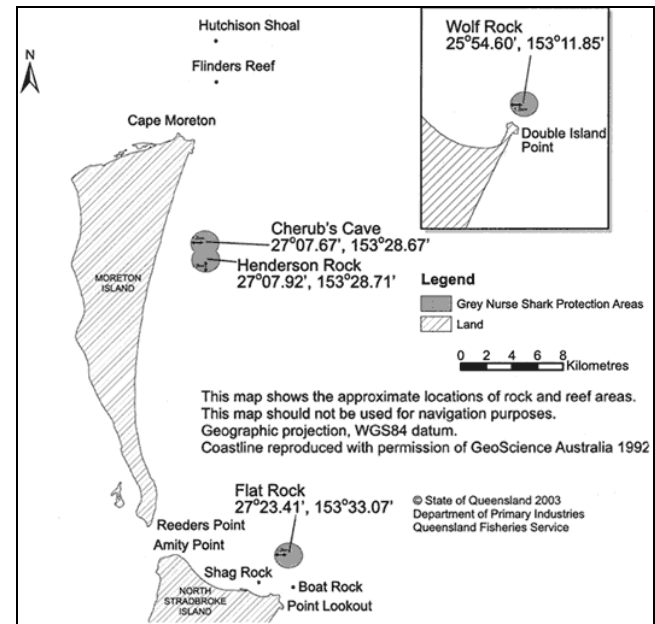 Hutchison Shoal
N
Flinders Reef
Cape Moreton
Wolf Rock
25°54.60', 153°11.85'
Double Island
Point
Cherub's Cave
27°07.67', 153°28.67'
Henderson Rock
27°07.92', 153°28.71'
MORETON
ISLAND
Legend
Grey Nurse Shark Protection Areas
Land
0 2 4 6 8
Kilometres
This map shows the approximate locations of rock and reef areas.
This map should not be used for navigation purposes.
Geographic projection, WGS84 datum.
Coastline reproduced with permission of GeoScience Australia 1992
Flat Rock
27°23.41', 153°33.07'
© State of Queensland 2003
Department of Primary Industries
Queensland Fisheries Service
Reeders Point
Amity Point
Shag Rock
Boat Rock
Point Lookout
NORTH
STRADBROKE
ISLAND